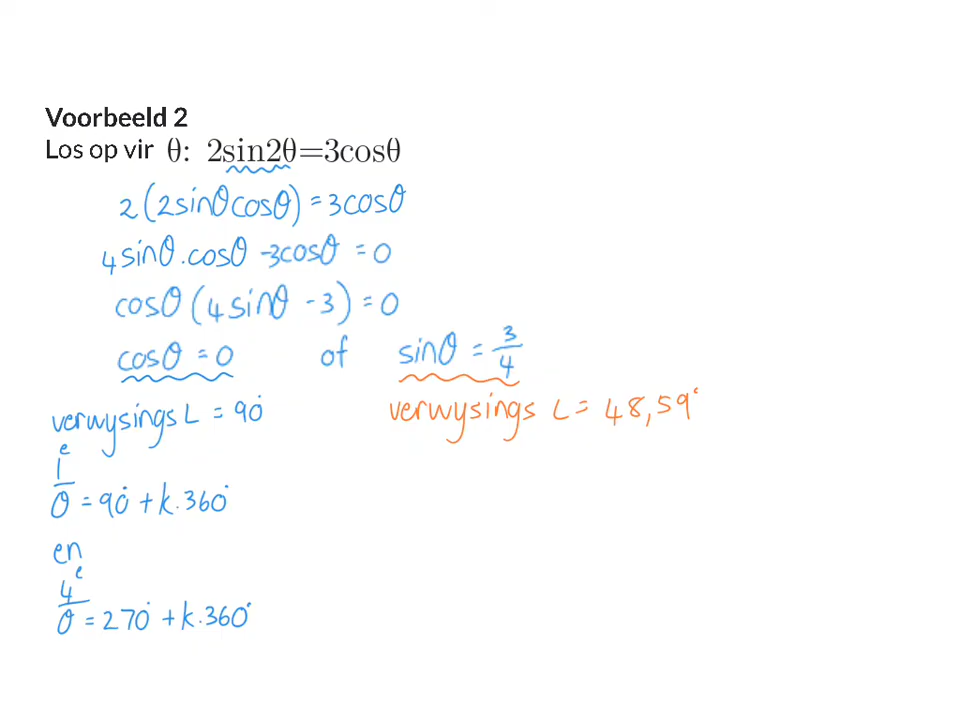 Voorbeeld 2
Los op vir θ: 2sin2θ=3cosθ
2(2sinθcosθ) = 3cosθ
4sinθ.cosθ -3cosθ = 0
cosθ(4sinθ - 3) = 0
cosθ = 0 of sinθ = 3/4
verwysings ∠ = 90° verwysings ∠ = 48,59°
1e
θ = 90° + k.360°
en
4e
θ = 270° + k.360°